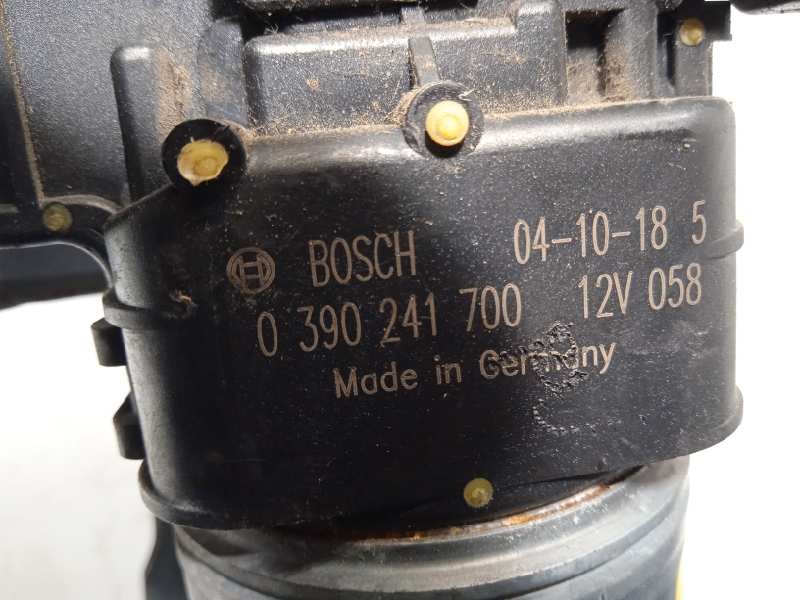 BOSCH 04-10-18 5
0 390 241 700 12V 058
Made in Germany